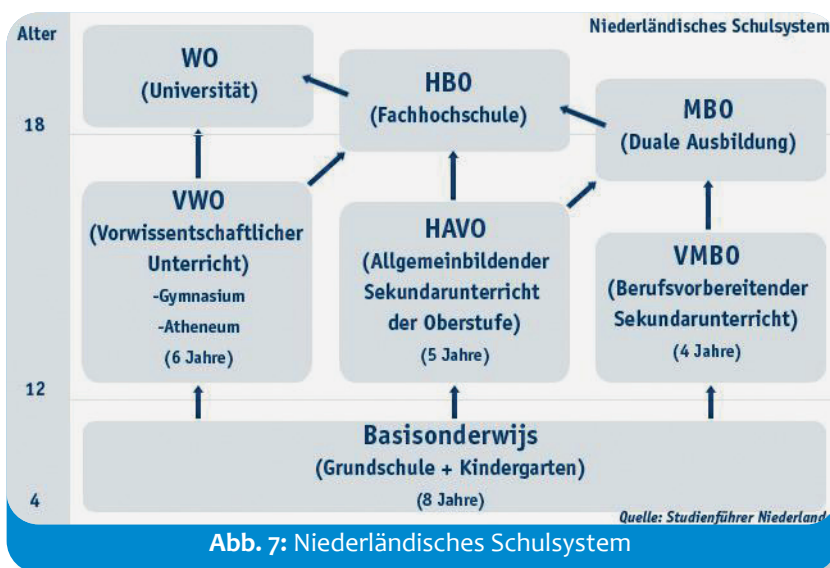 Alter
Niederländisches Schulsystem
WO
(Universität)
HBO
(Fachhochschule)
MBO
(Duale Ausbildung)
18
VWO
(Vorwissentschaftlicher
Unterricht)
-Gymnasium
-Atheneum
(6 Jahre)
HAVO
(Allgemeinbildender
Sekundarunterricht
der Oberstufe)
(5 Jahre)
VMBO
(Berufsvorbereitender
Sekundarunterricht)
(4 Jahre)
12
Basisonderwijs
(Grundschule + Kindergarten)
(8 Jahre)
4
Quelle: Studienführer Niederlande
Abb. 7: Niederländisches Schulsystem